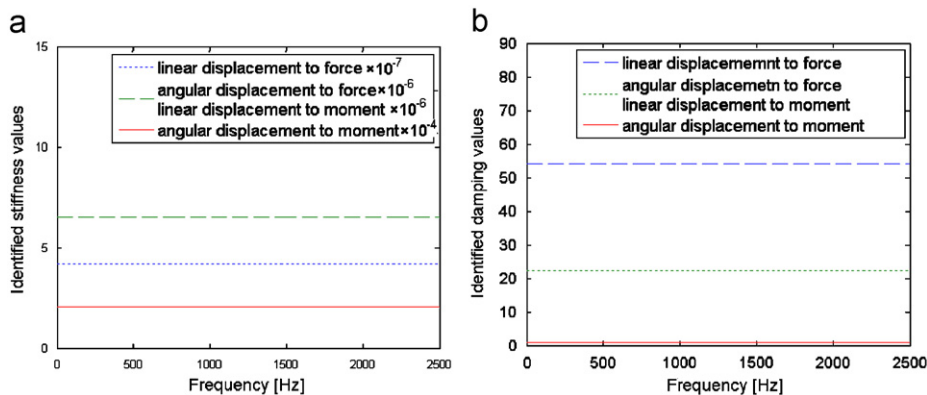 a
15
10
5
0
0
500
1000
1500
2000
2500
Identified stiffness values
Frequency [Hz]
linear displacement to force ×10-7
angular displacement to force×10-6
linear displacement to moment ×10-6
angular displacement to moment×10-4
b
90
80
70
60
50
40
30
20
10
0
0
500
1000
1500
2000
2500
Identified damping values
Frequency [Hz]
linear displacememnt to force
angular displacemetn to force
linear displacement to moment
angular displacement to moment